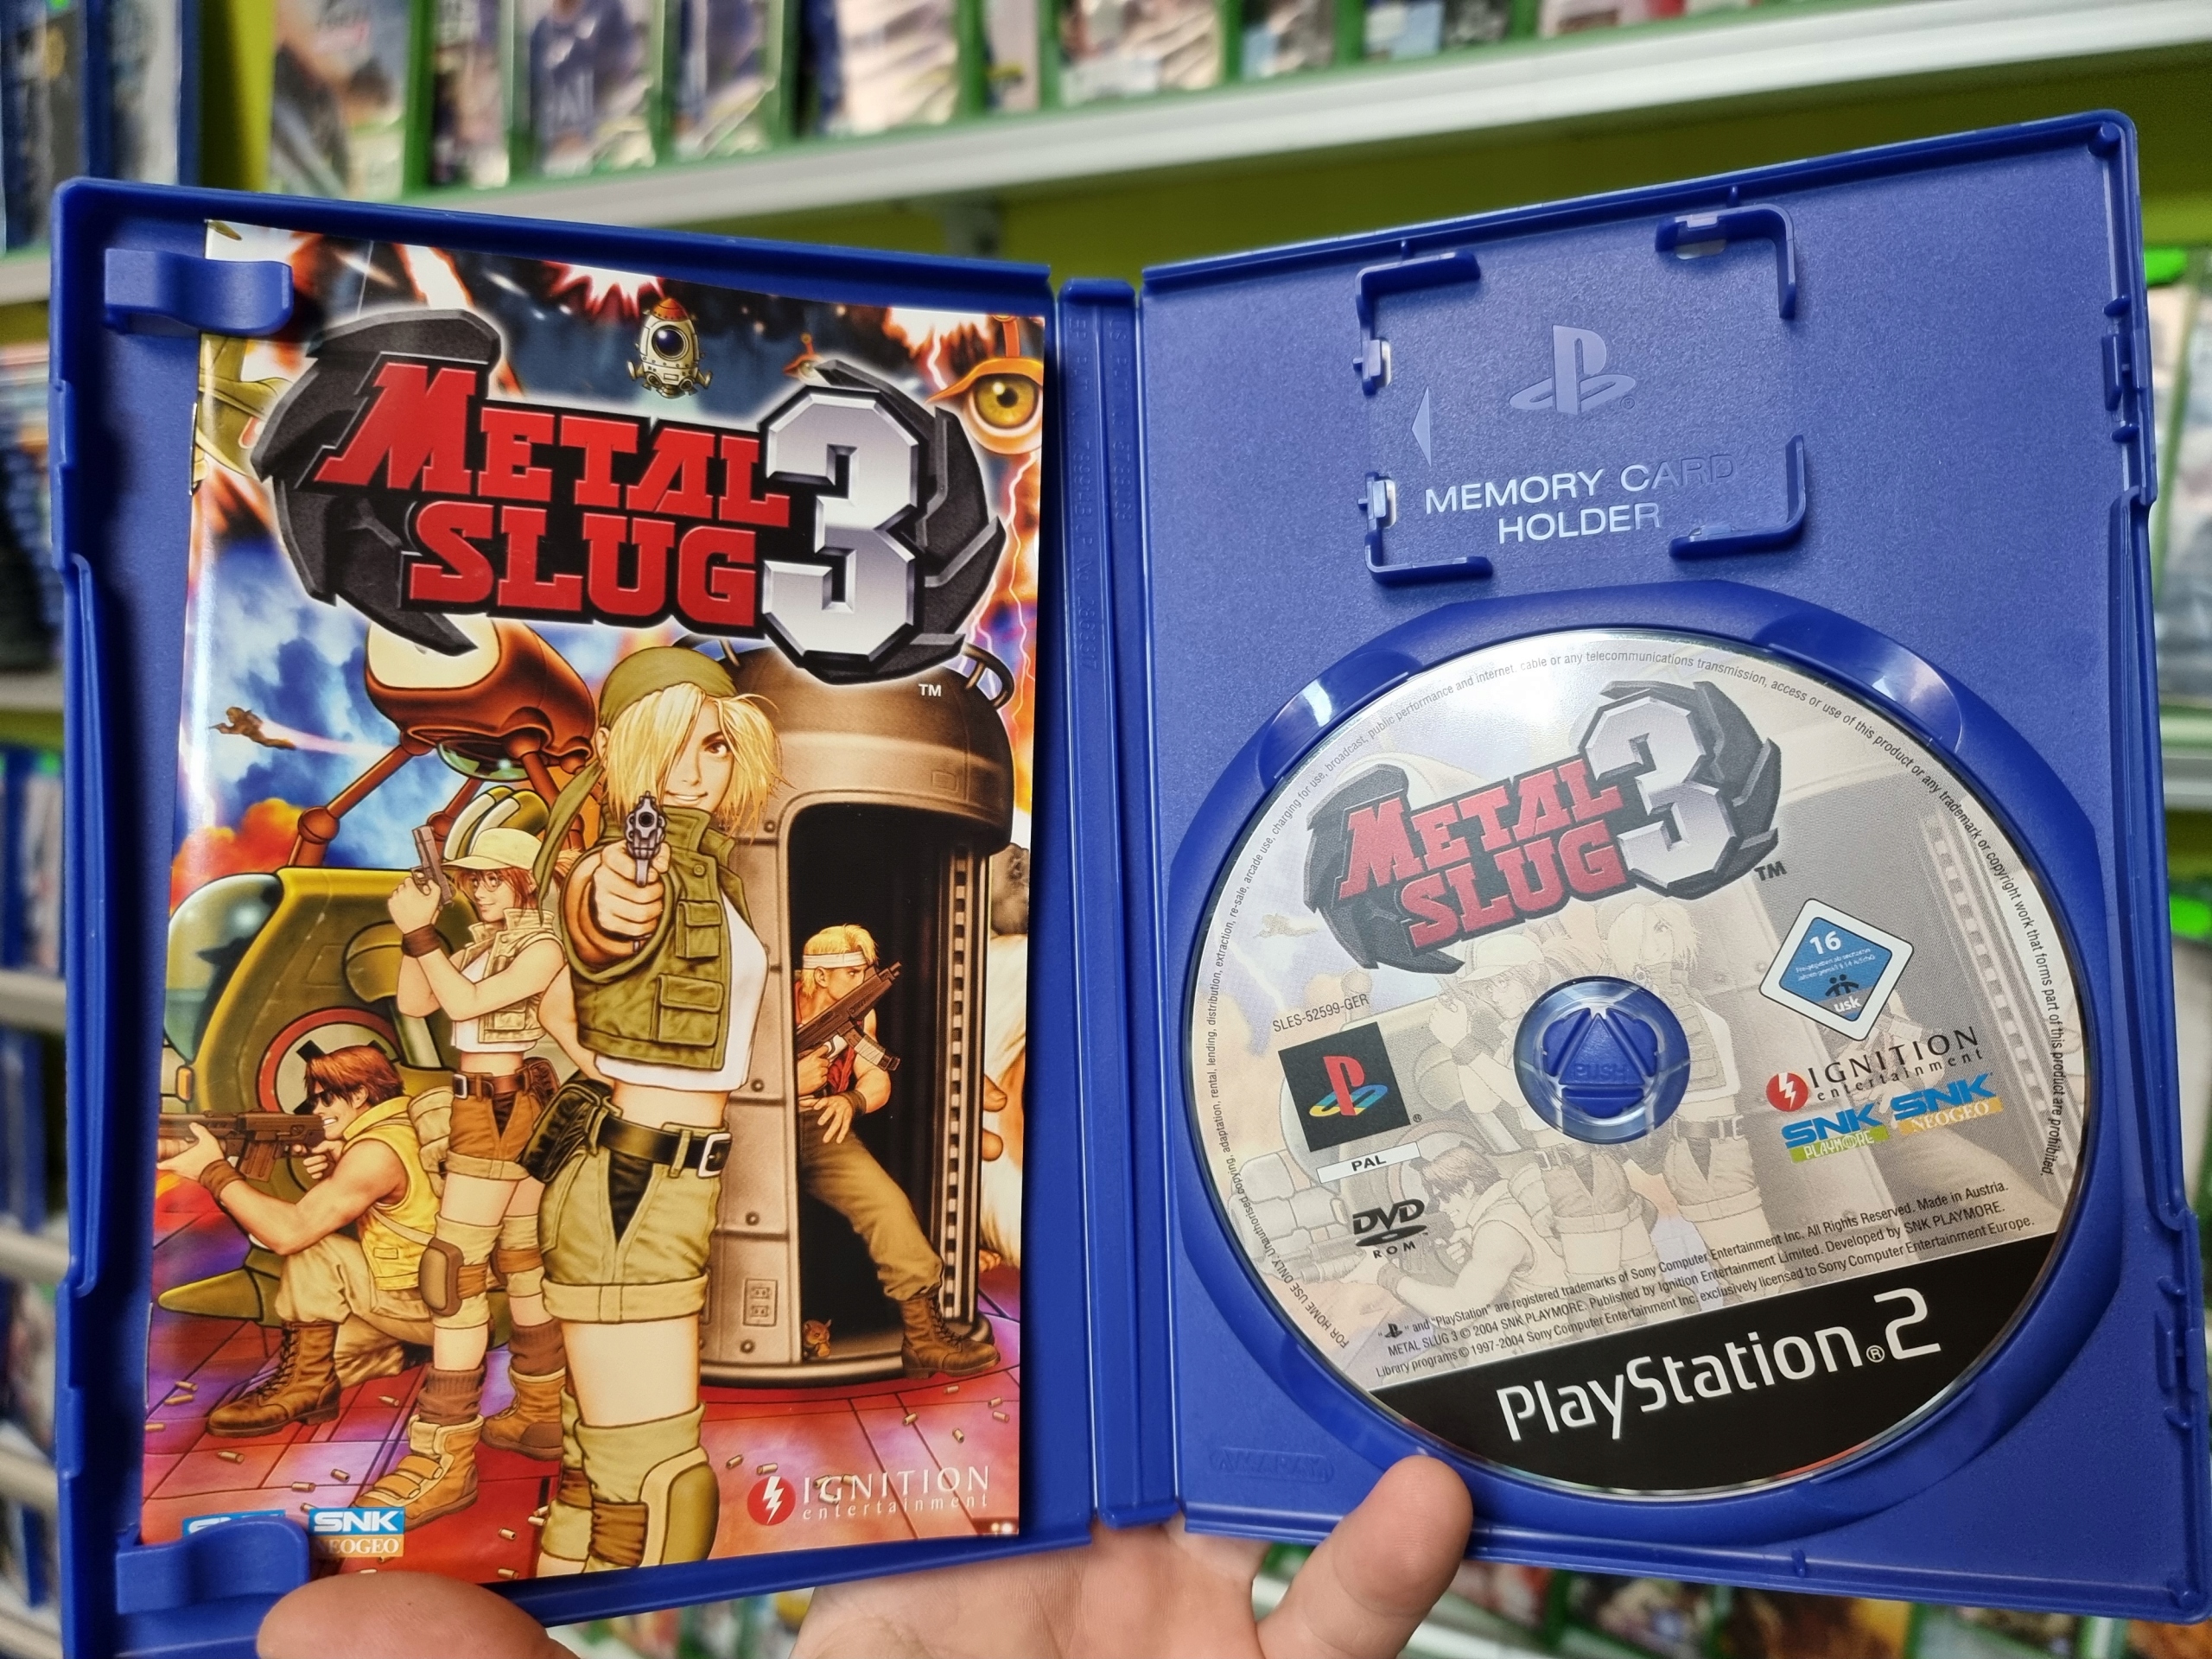 METAL
SLUG 3
TM
SNK
NEOGEO
IGNITION
entertainment
MEMORY CARD
HOLDER
FOR HOME USE ONLY. Unauthorised copying, adaptation, rental, lending, distribution, extraction, re-sale, arcade use, charging for use, broadcast, public performance and internet, cable or any telecommunications transmission, access or use of this product or any trademark or copyright work that forms part of this product are prohibited.
METAL
SLUG 3
TM
16
usk
SLES-52599-GER
®
PAL
DVD
ROM
IGNITION
entertainment
SNK SNK
PLAYMORE NEOGEO
PUSH
" " and "PlayStation" are registered trademarks of Sony Computer Entertainment Inc. All Rights Reserved. Made in Austria.
METAL SLUG 3 © 2004 SNK PLAYMORE. Published by Ignition Entertainment Limited. Developed by SNK PLAYMORE.
Library programs © 1997-2004 Sony Computer Entertainment Inc. exclusively licensed to Sony Computer Entertainment Europe.
PlayStation®2